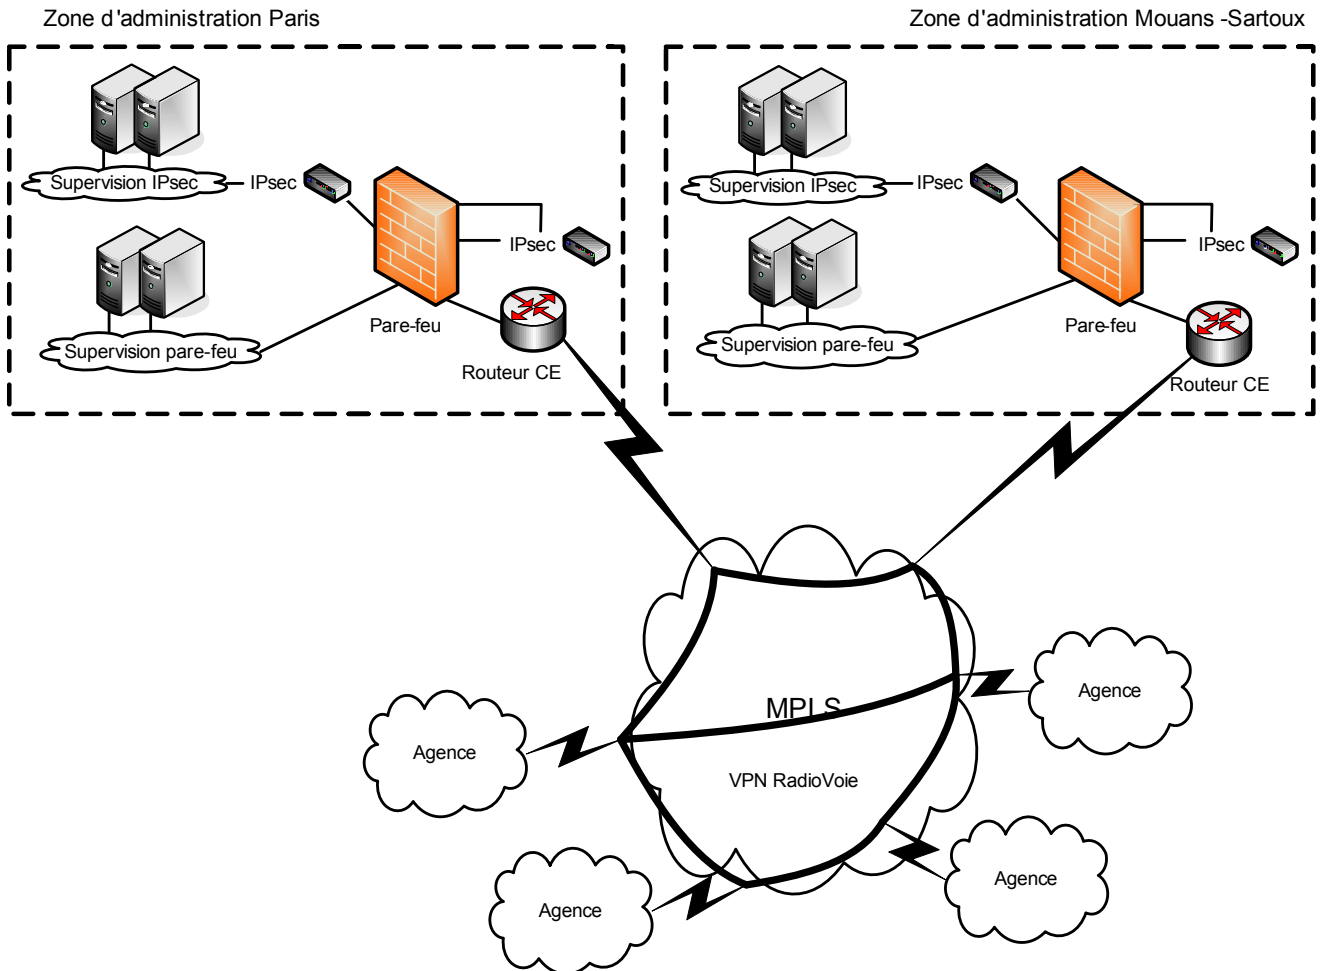 Zone d'administration Paris
Zone d'administration Mouans -Sartoux
Supervision IPsec
IPsec
IPsec
Supervision pare-feu
Pare-feu
Routeur CE
Supervision IPsec
IPsec
IPsec
Supervision pare-feu
Pare-feu
Routeur CE
MPLS
VPN RadioVoie
Agence
Agence
Agence
Agence